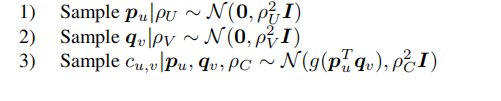 1) Sample p_u|ρ_U ∼ N(0, ρ_U^2 I)
2) Sample q_v|ρ_V ∼ N(0, ρ_V^2 I)
3) Sample c_{u,v}|p_u, q_v, ρ_C ∼ N(g(p_u^T q_v), ρ_C^2 I)